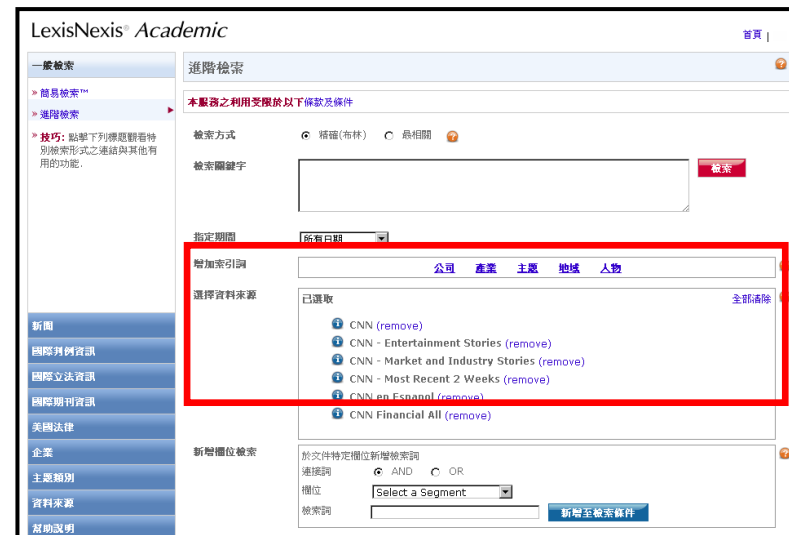 LexisNexis® Academic
首頁 |
一般檢索
» 簡易檢索™
» 進階檢索
» 技巧: 點擊下列標題觀看特
別檢索形式之連結與其他有
用的功能.
新聞
國際判例資訊
國際立法資訊
國際期刊資訊
美國法律
企業
主題類別
資料來源
幫助說明
進階檢索
本服務之利用受限於以下條款及條件
檢索方式 精確(布林) 最相關
檢索關鍵字 檢索
指定期間 所有日期
增加索引詞 公司 產業 主題 地域 人物
選擇資料來源 已選取 全部清除
CNN (remove)
CNN - Entertainment Stories (remove)
CNN - Market and Industry Stories (remove)
CNN - Most Recent 2 Weeks (remove)
CNN en Espanol (remove)
CNN Financial All (remove)
新增欄位檢索 於文件特定欄位新增檢索詞
連接詞 AND OR
欄位 Select a Segment
檢索詞 新增至檢索條件